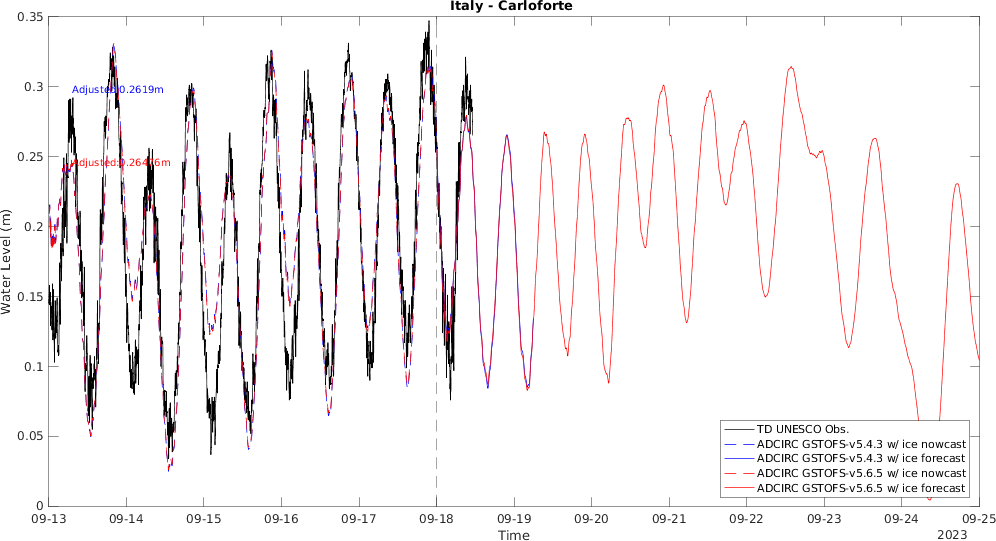 Italy - Carloforte
0.35
0.3
0.25
0.2
0.15
0.1
0.05
0
Water Level (m)
Adjusted:0.2619m
Adjusted:0.26476m
TD UNESCO Obs.
ADCIRC GSTOFS-v5.4.3 w/ ice nowcast
ADCIRC GSTOFS-v5.4.3 w/ ice forecast
ADCIRC GSTOFS-v5.6.5 w/ ice nowcast
ADCIRC GSTOFS-v5.6.5 w/ ice forecast
09-13 09-14 09-15 09-16 09-17 09-18 09-19 09-20 09-21 09-22 09-23 09-24 09-25
Time
2023